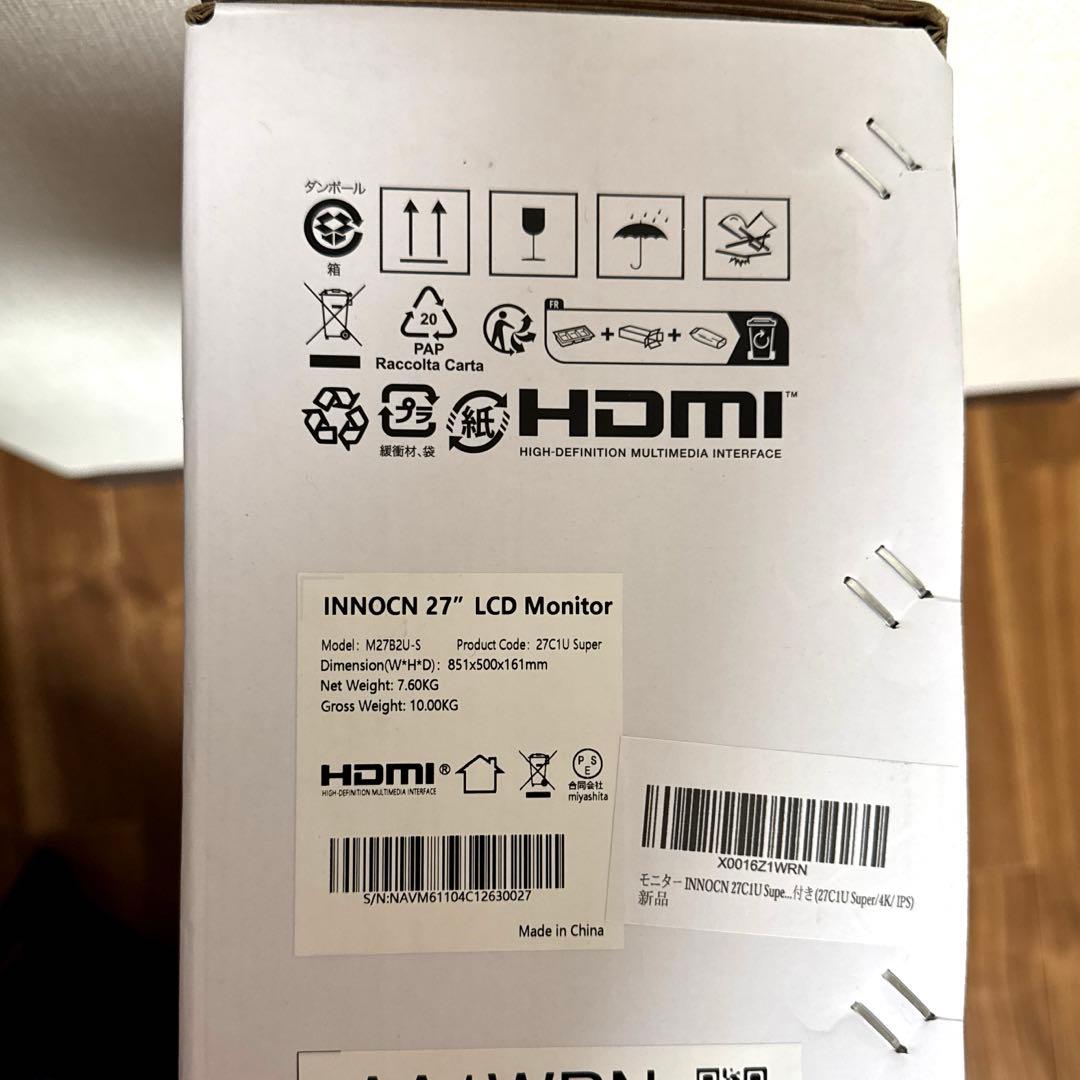 ダンボール
箱
20
PAP
Raccolta Carta
FR
プラ
緩衝材、袋
紙
HDMI™
HIGH-DEFINITION MULTIMEDIA INTERFACE
INNOCN 27” LCD Monitor
Model: M27B2U-S Product Code: 27C1U Super
Dimension(W*H*D): 851x500x161mm
Net Weight: 7.60KG
Gross Weight: 10.00KG
HDMI®
HIGH-DEFINITION MULTIMEDIA INTERFACE
P S
E
合同会社
miyashita
S/N:NAVM61104C12630027
Made in China
X0016Z1WRN
モニター INNOCN 27C1U Supe...付き(27C1U Super/4K/ IPS)
新品